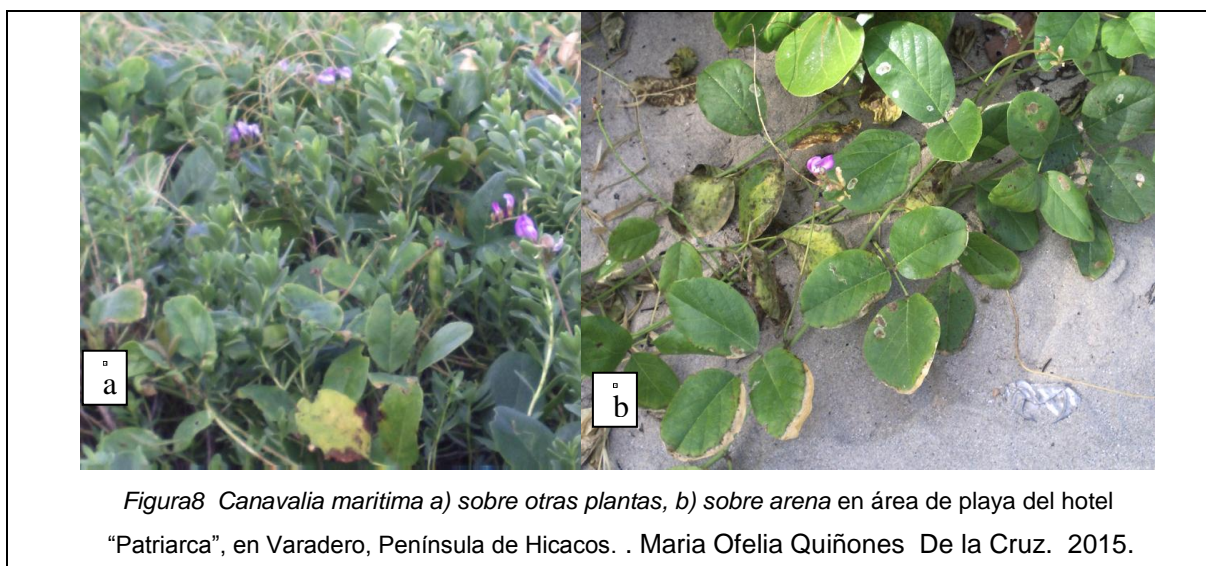 a
b
Figura8 Canavalia maritima a) sobre otras plantas, b) sobre arena en área de playa del hotel
“Patriarca”, en Varadero, Península de Hicacos. . Maria Ofelia Quiñones De la Cruz. 2015.